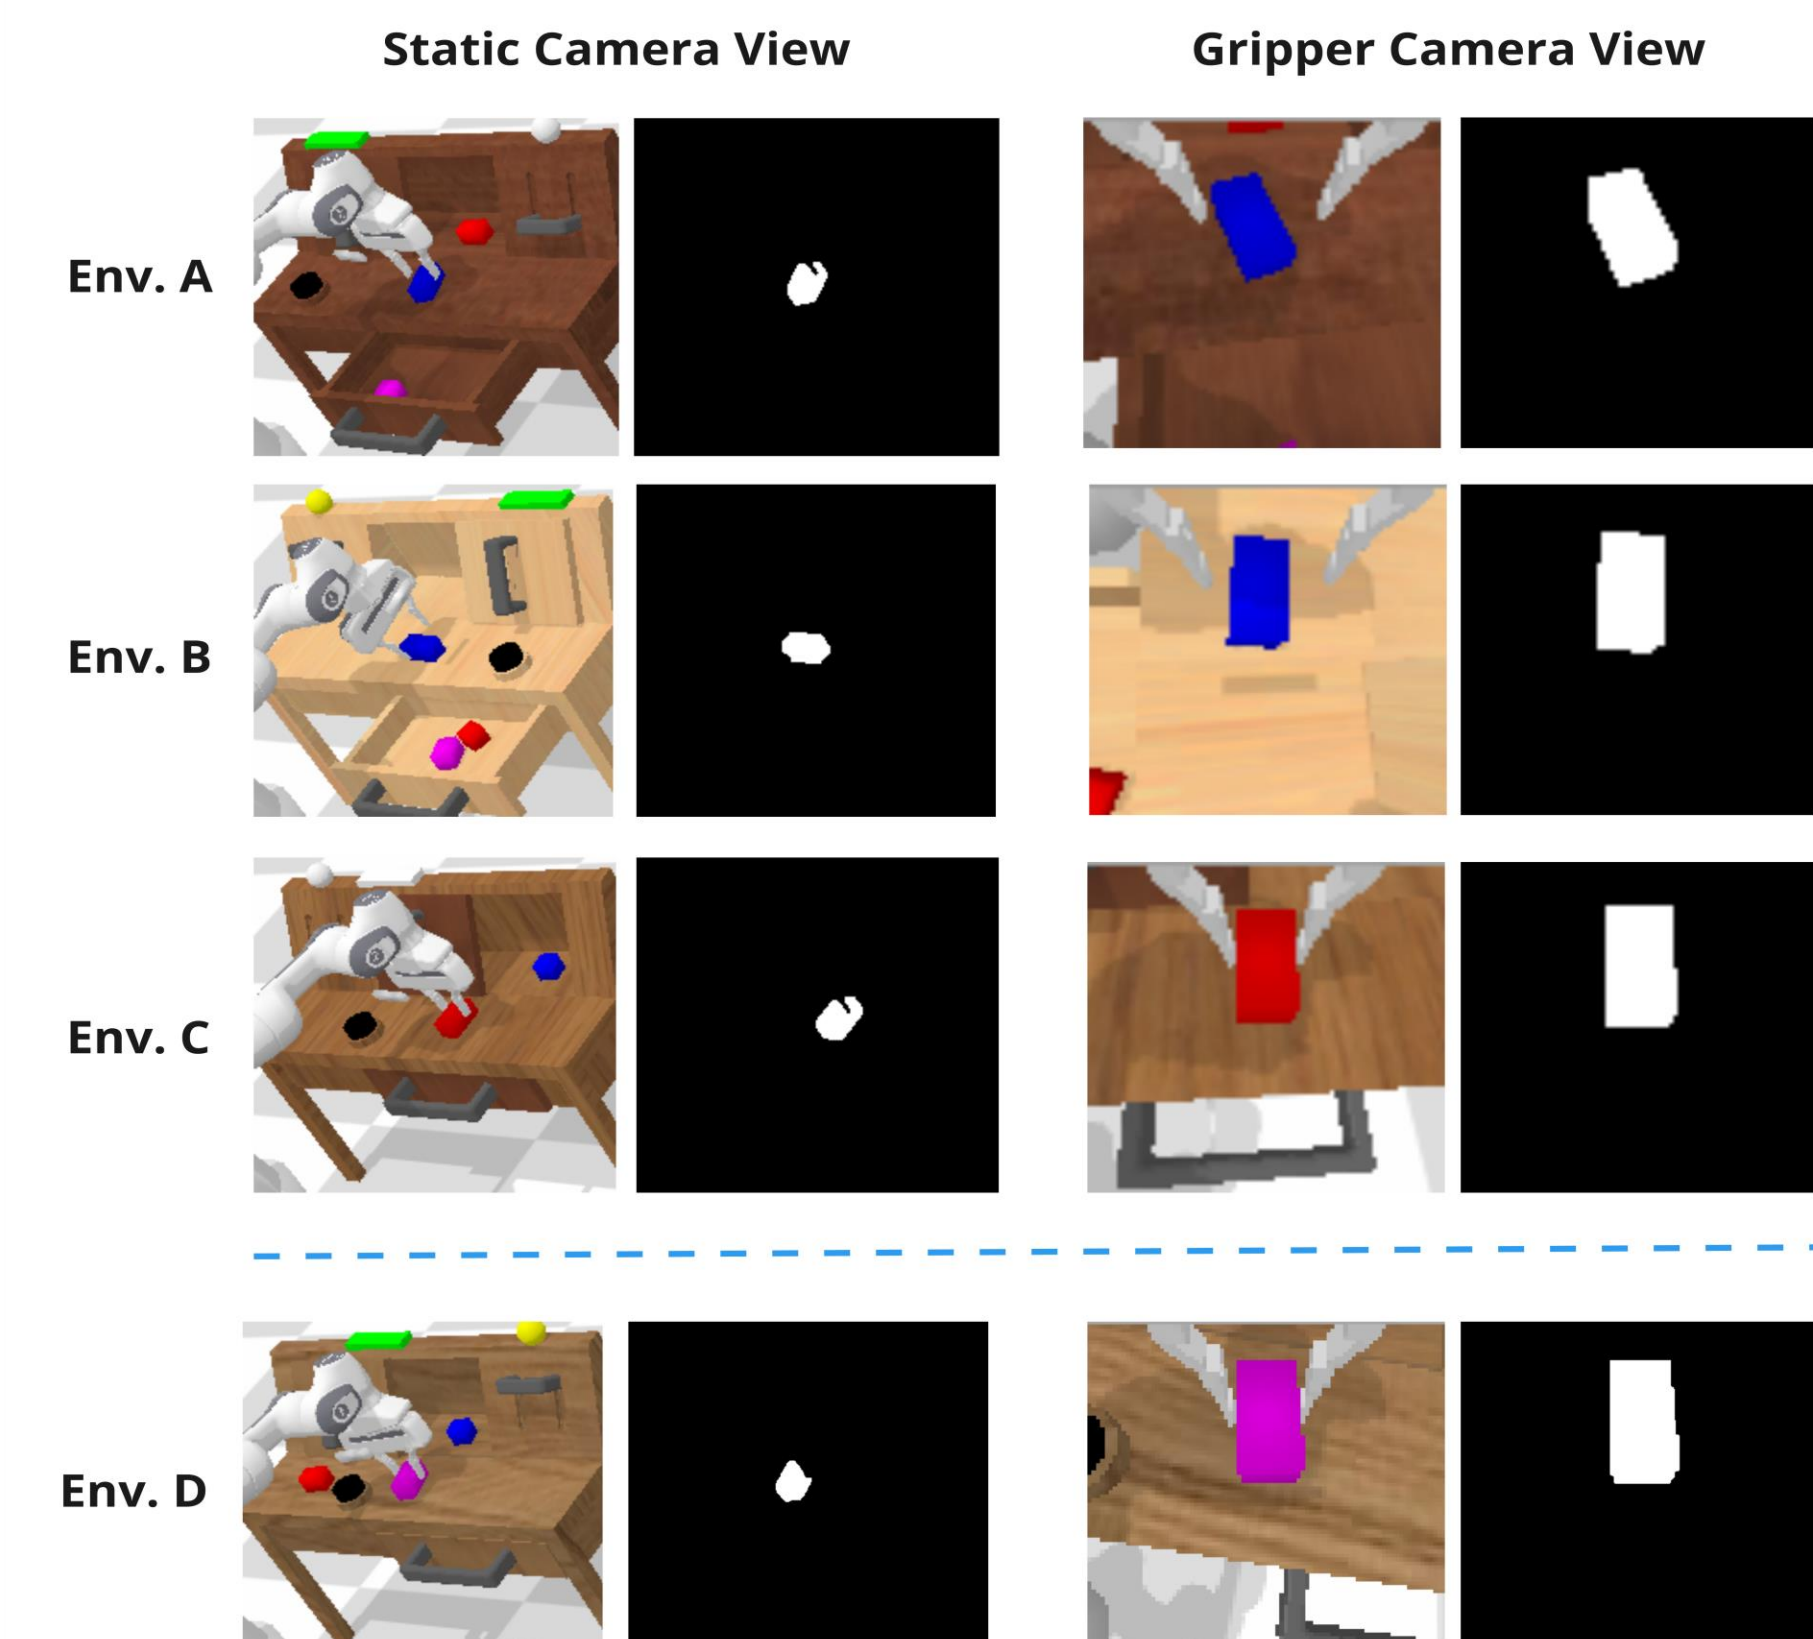 Static Camera View
Gripper Camera View
Env. A
Env. B
Env. C
Env. D